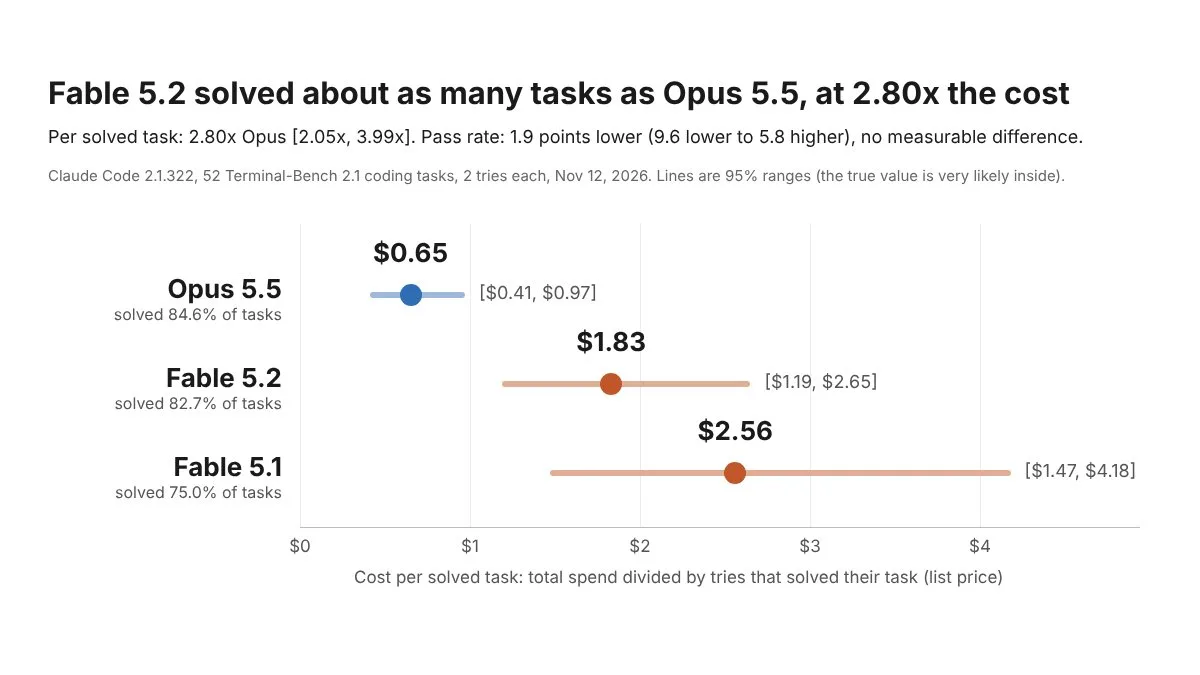 Fable 5.2 solved about as many tasks as Opus 5.5, at 2.80x the cost
Per solved task: 2.80x Opus [2.05x, 3.99x]. Pass rate: 1.9 points lower (9.6 lower to 5.8 higher), no measurable difference.
Claude Code 2.1.322, 52 Terminal-Bench 2.1 coding tasks, 2 tries each, Nov 12, 2026. Lines are 95% ranges (the true value is very likely inside).
$0.65
Opus 5.5
[$0.41, $0.97]
solved 84.6% of tasks
$1.83
Fable 5.2
[$1.19, $2.65]
solved 82.7% of tasks
$2.56
Fable 5.1
[$1.47, $4.18]
solved 75.0% of tasks
$0 $1 $2 $3 $4
Cost per solved task: total spend divided by tries that solved their task (list price)